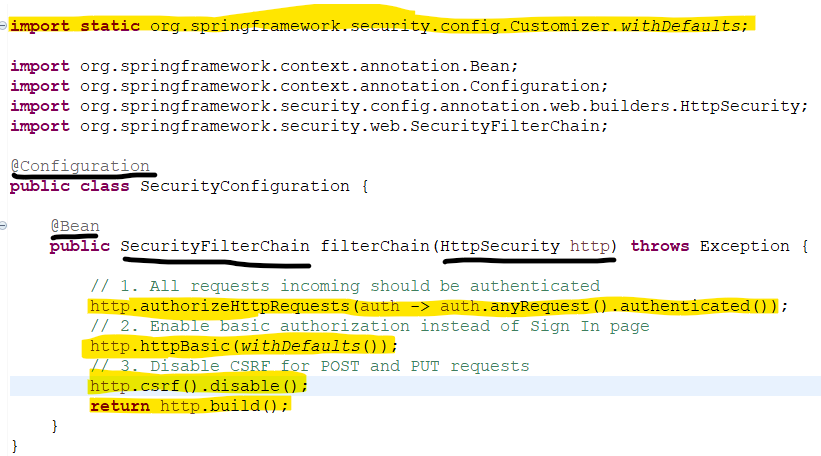 import static org.springframework.security.config.Customizer.withDefaults;
import org.springframework.context.annotation.Bean;
import org.springframework.context.annotation.Configuration;
import org.springframework.security.config.annotation.web.builders.HttpSecurity;
import org.springframework.security.web.SecurityFilterChain;
@Configuration
public class SecurityConfiguration {
@Bean
public SecurityFilterChain filterChain(HttpSecurity http) throws Exception {
// 1. All requests incoming should be authenticated
http.authorizeHttpRequests(auth -> auth.anyRequest().authenticated());
// 2. Enable basic authorization instead of Sign In page
http.httpBasic(withDefaults());
// 3. Disable CSRF for POST and PUT requests
http.csrf().disable();
return http.build();
}
}